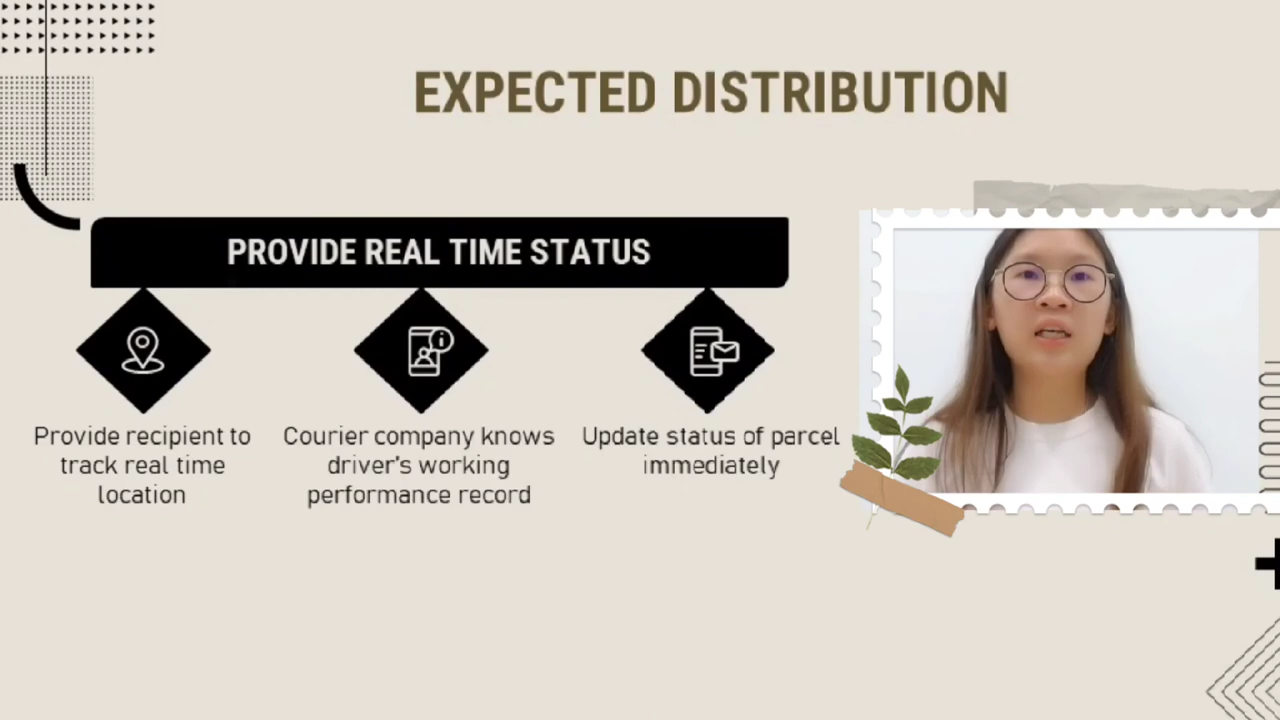 EXPECTED DISTRIBUTION
PROVIDE REAL TIME STATUS
Provide recipient to
track real time
location
Courier company knows
driver's working
performance record
Update status of parcel
immediately